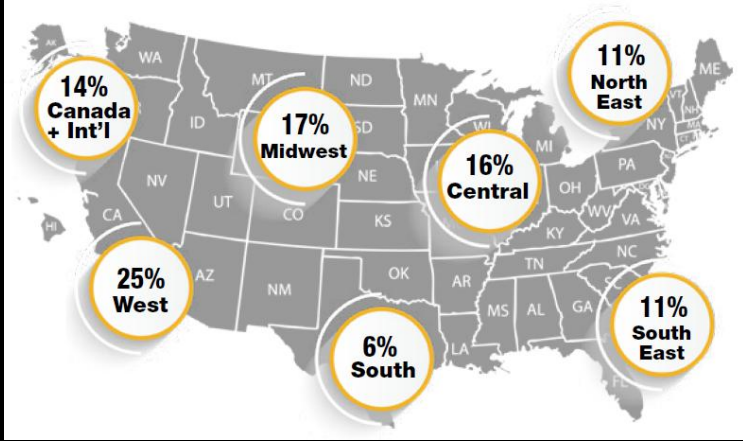 AK
WA
MT
ND
MN
WI
MI
ME
VT
NH
MA
NY
ID
SD
NE
PA
OH
NV
UT
CO
KS
WV
VA
KY
CA
HI
AZ
NM
OK
AR
TN
NC
SC
MS
AL
GA
LA
FL
14%
Canada
+ Int'l
17%
Midwest
16%
Central
11%
North
East
25%
West
6%
South
11%
South
East